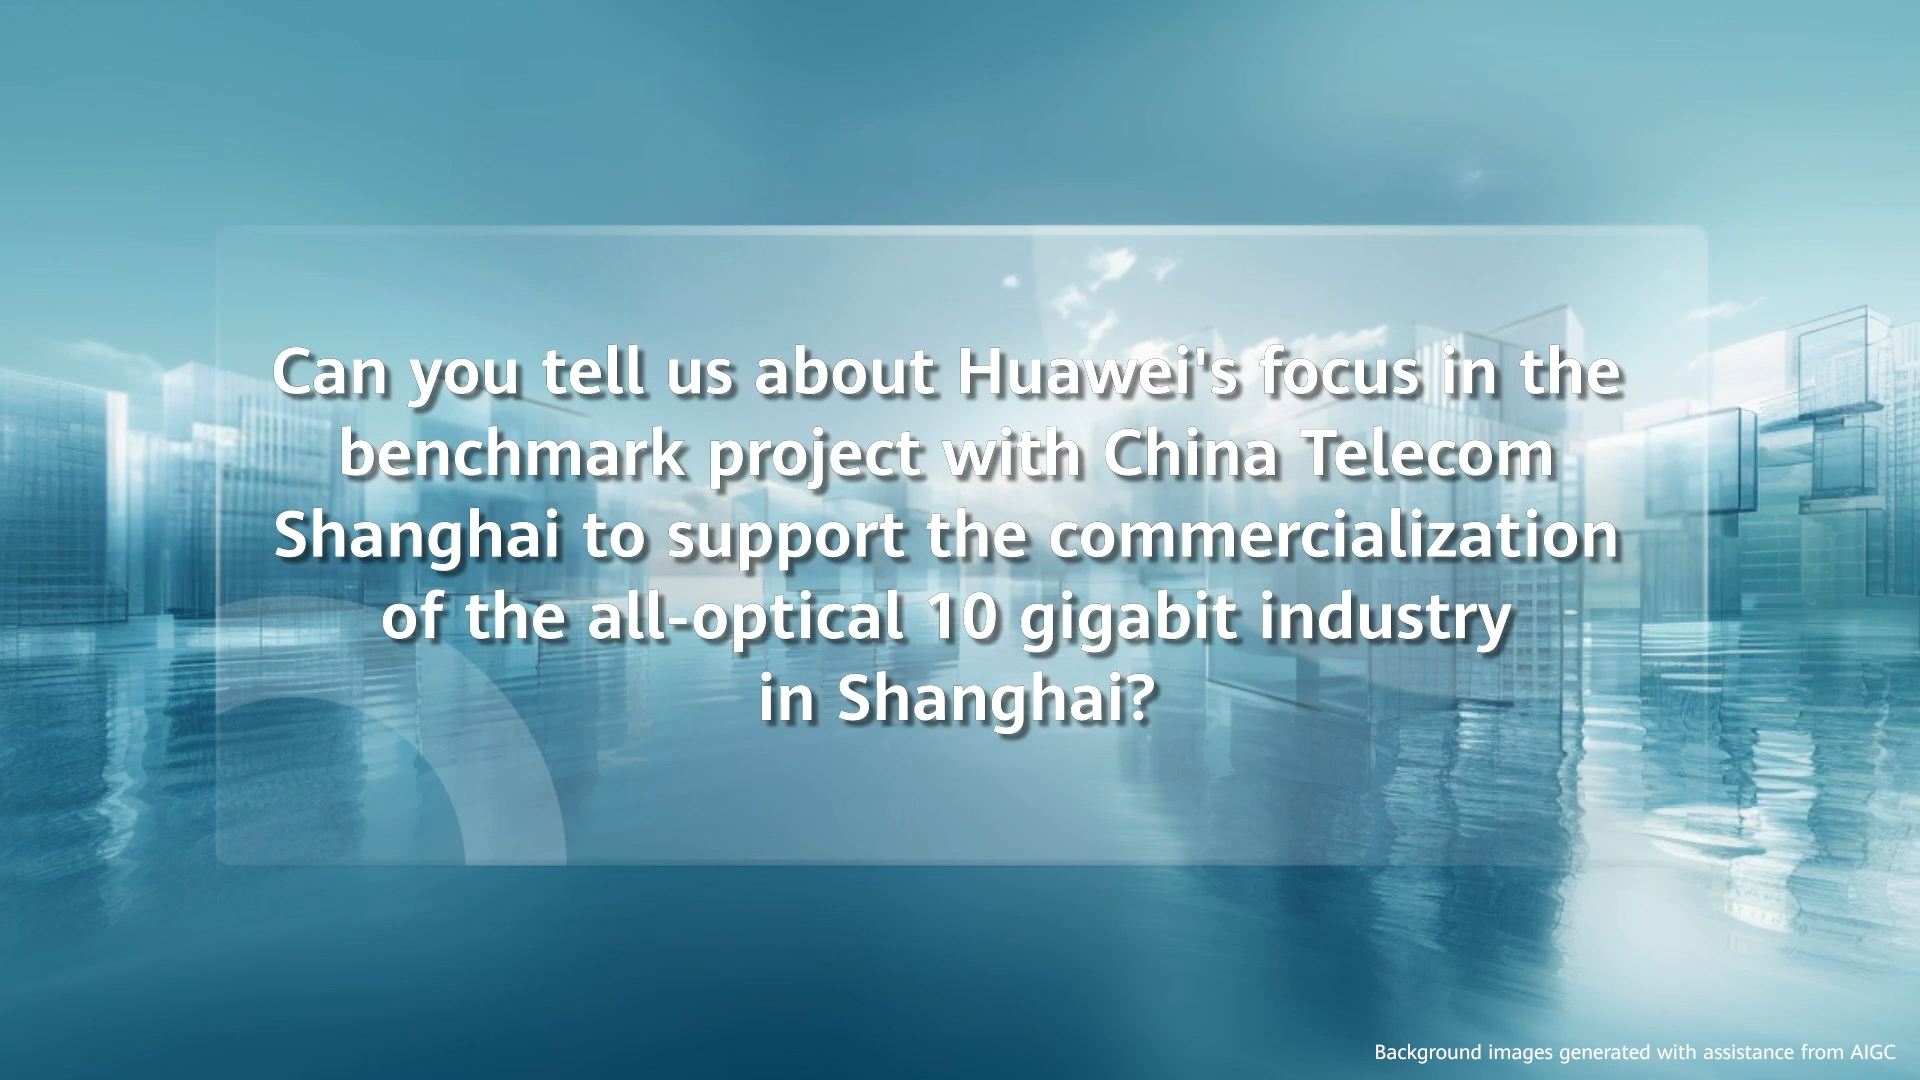 Can you tell us about Huawei's focus in the
benchmark project with China Telecom
Shanghai to support the commercialization
of the all-optical 10 gigabit industry
in Shanghai?
Background images generated with assistance from AIGC